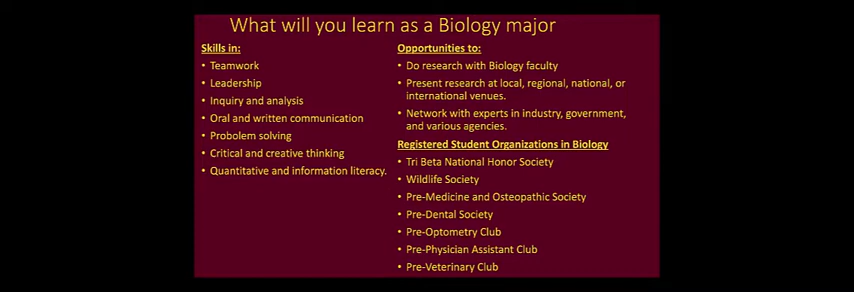 What will you learn as a Biology major
Skills in:
• Teamwork
• Leadership
• Inquiry and analysis
• Oral and written communication
• Probolem solving
• Critical and creative thinking
• Quantitative and information literacy.
Opportunities to:
• Do research with Biology faculty
• Present research at local, regional, national, or
international venues.
• Network with experts in industry, government,
and various agencies.
Registered Student Organizations in Biology
• Tri Beta National Honor Society
• Wildlife Society
• Pre-Medicine and Osteopathic Society
• Pre-Dental Society
• Pre-Optometry Club
• Pre-Physician Assistant Club
• Pre-Veterinary Club